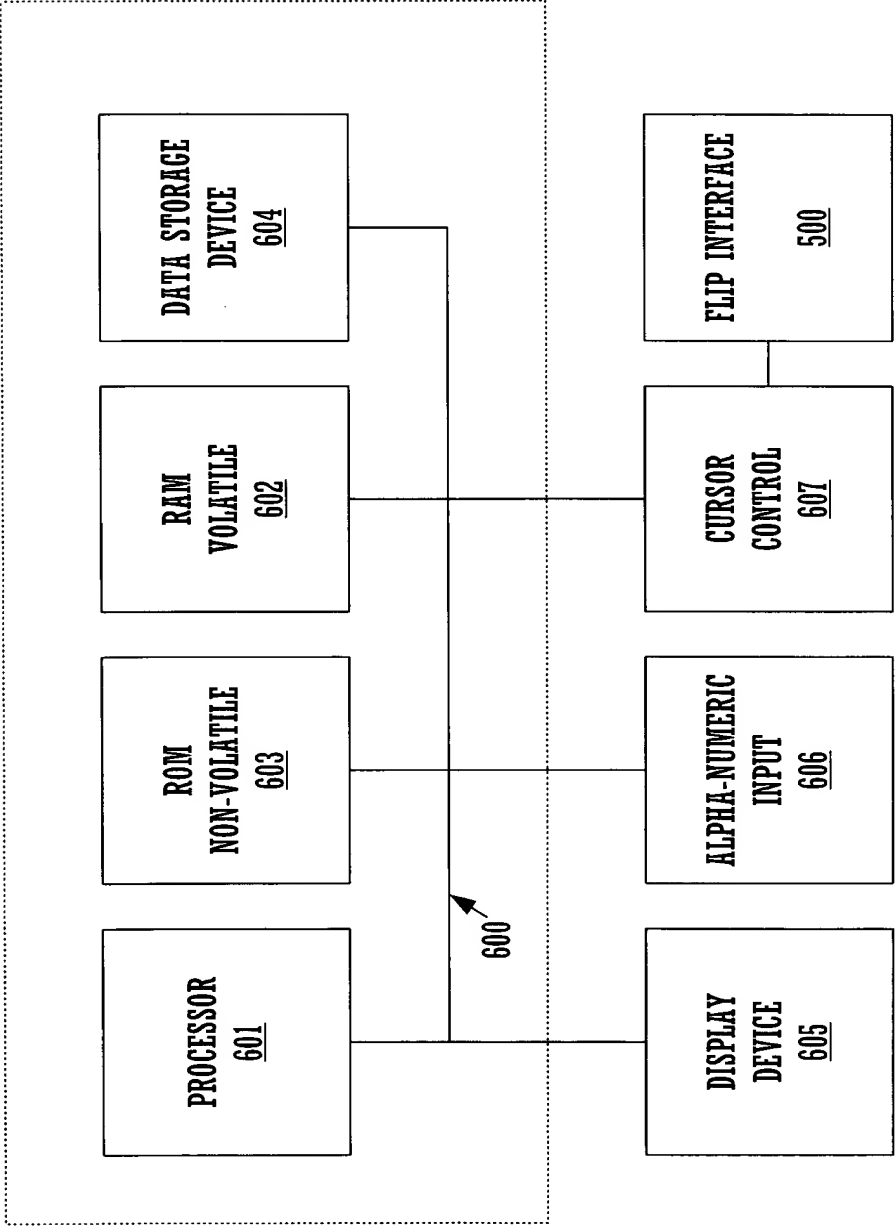 PROCESSOR
601
ROM
NON-VOLATILE
603
RAM
VOLATILE
602
DATA STORAGE
DEVICE
604
600
DISPLAY
DEVICE
605
ALPHA-NUMERIC
INPUT
606
CURSOR
CONTROL
607
FLIP INTERFACE
500